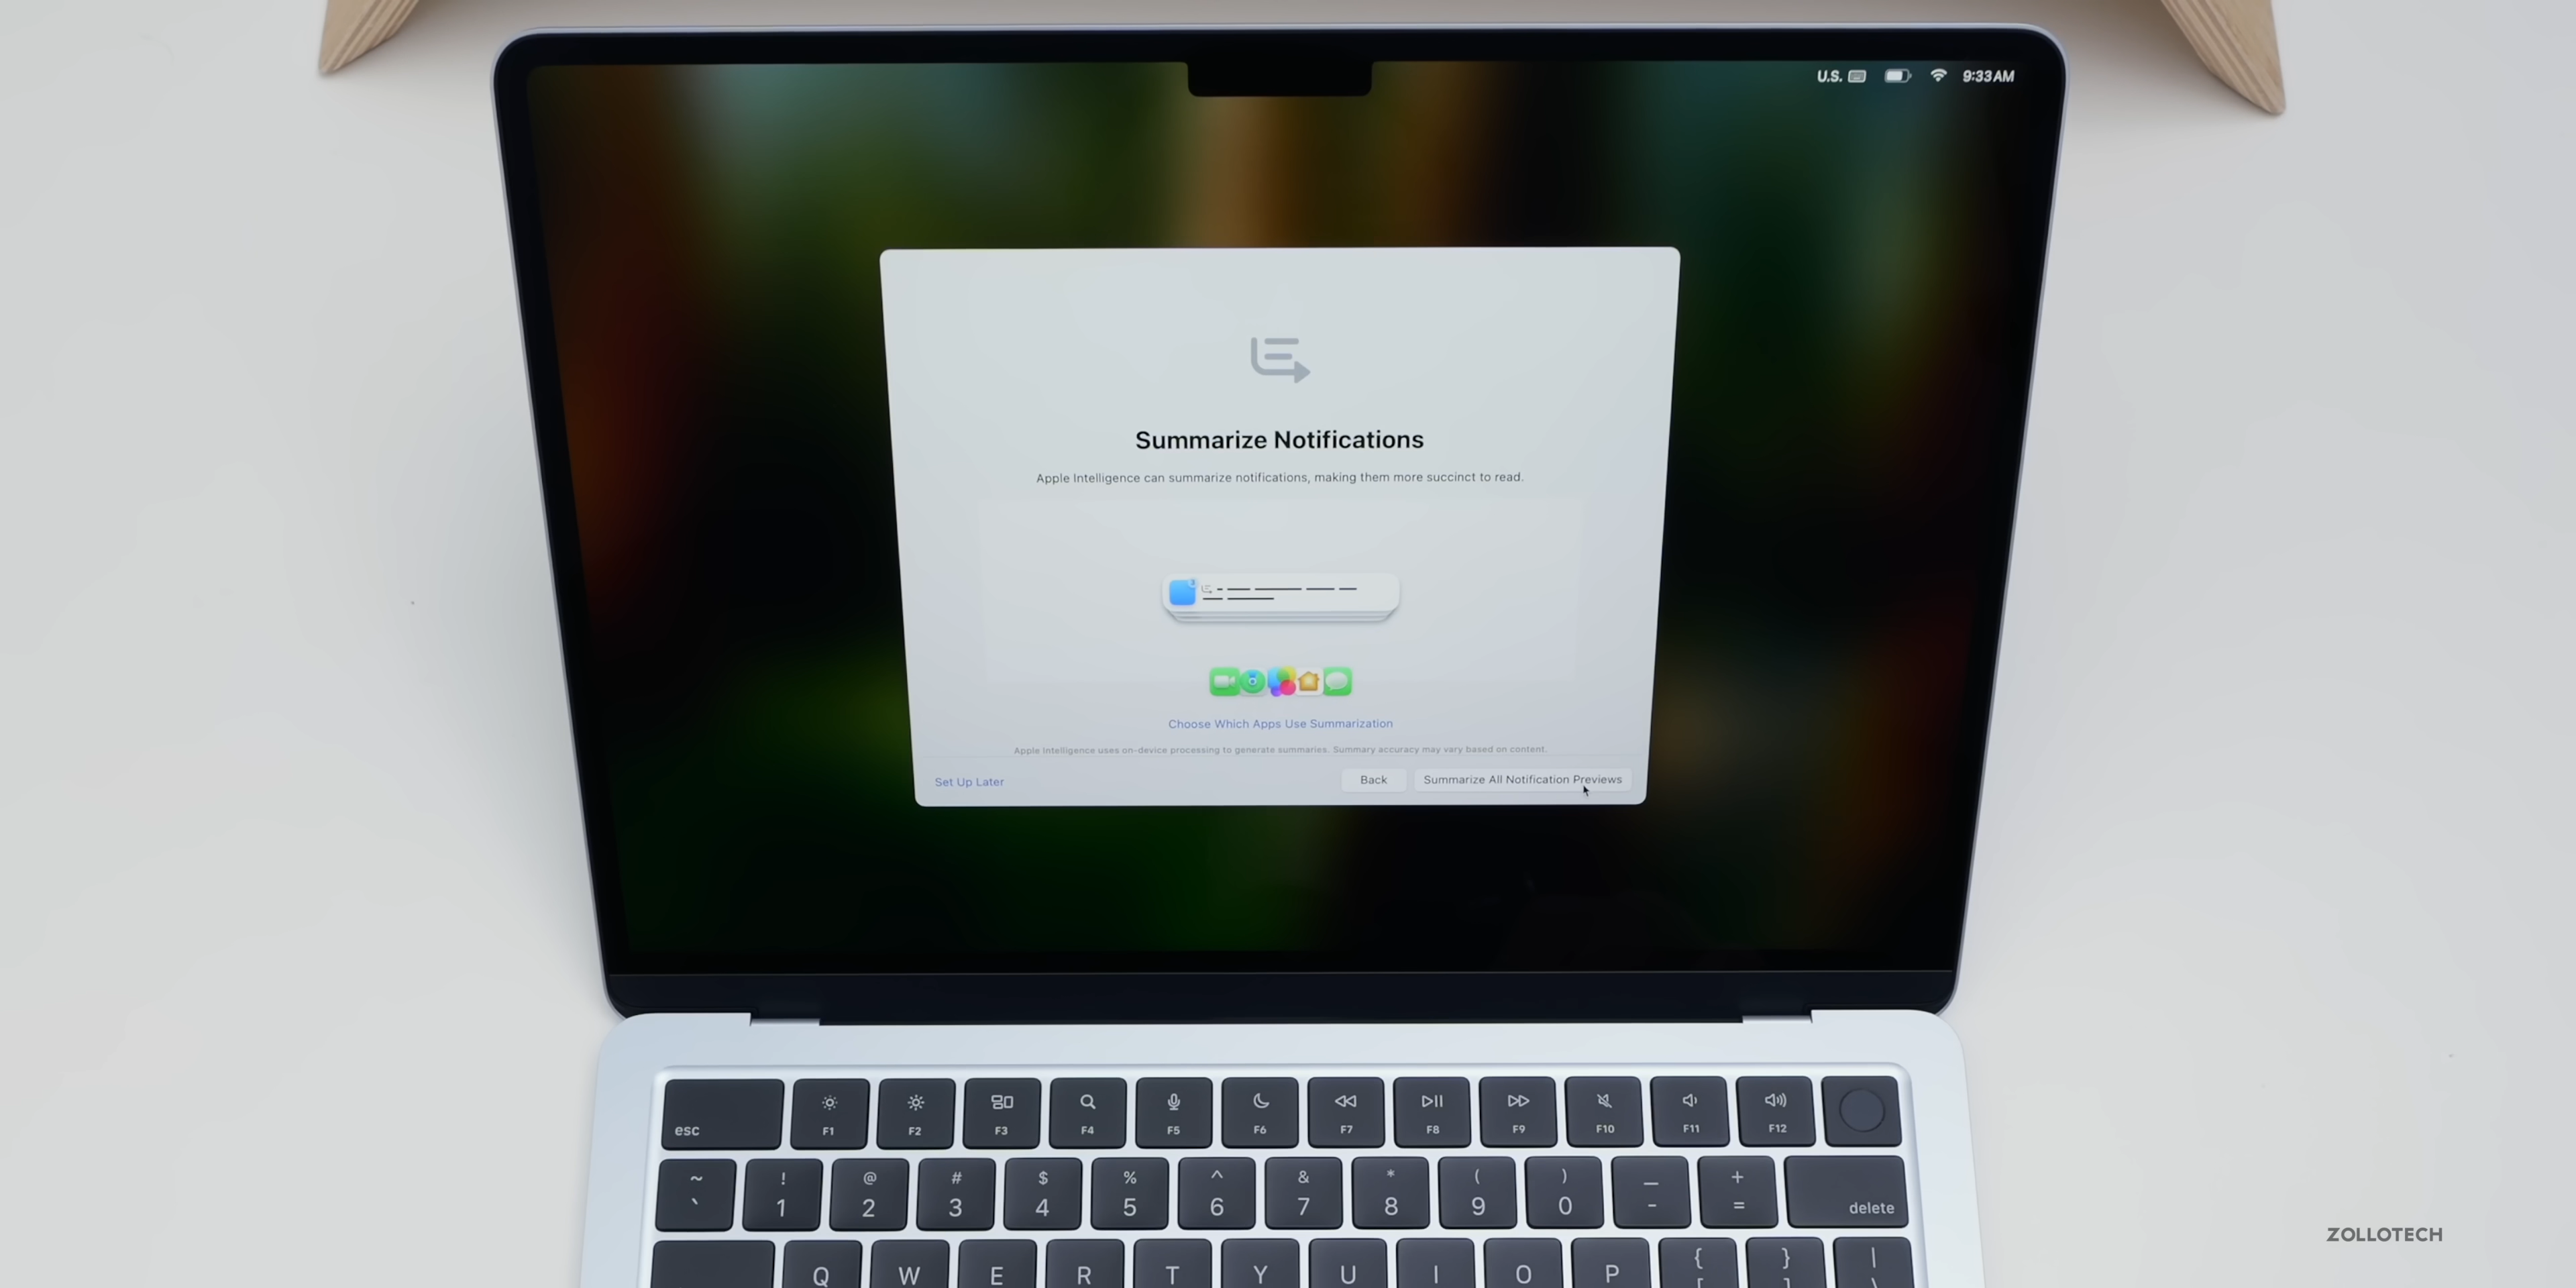 U.S. 9:33 AM
Summarize Notifications
Apple Intelligence can summarize notifications, making them more succinct to read.
3
Choose Which Apps Use Summarization
Apple Intelligence uses on-device processing to generate summaries. Summary accuracy may vary based on content.
Set Up Later Back Summarize All Notification Previews
esc F1 F2 F3 F4 F5 F6 F7 F8 F9 F10 F11 F12
~ ! @ # $ % ^ & * ( ) — +
` 1 2 3 4 5 6 7 8 9 0 - = delete
{ } |
Q W E R T Y U I O P [ ] \
ZOLLOTECH